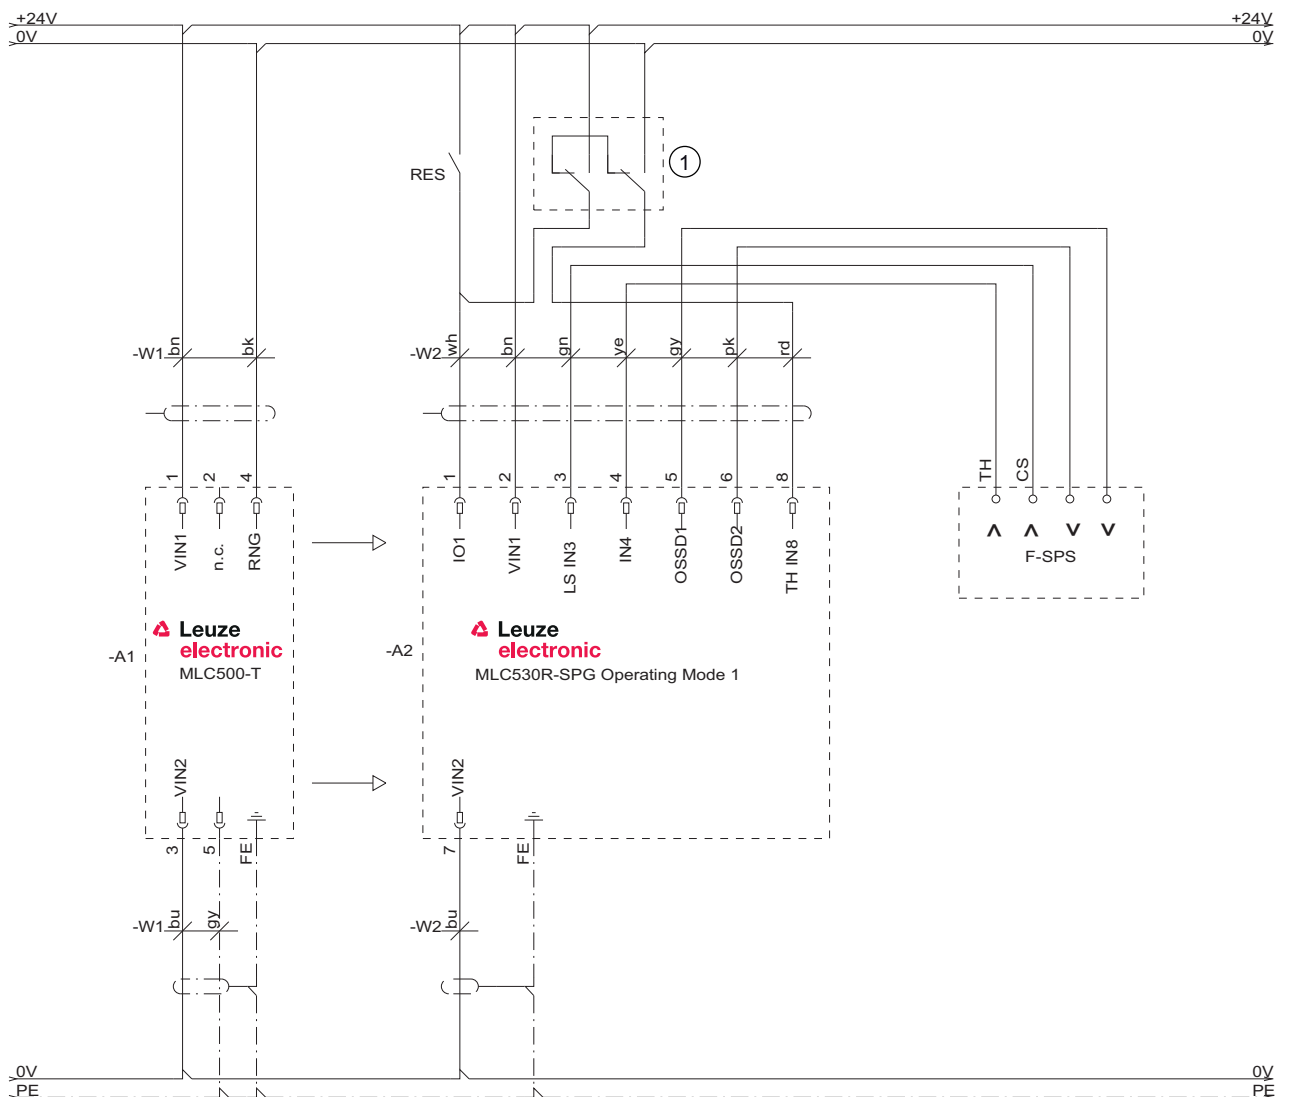 +24V
+24V
0V
0V
1
RES
-W1
bn
bk
-W2
wh
bn
gn
ye
gy
pk
rd
1
2
4
1
2
3
4
5
6
8
TH
CS
VIN1
n.c.
RNG
IO1
VIN1
LS IN3
IN4
OSSD1
OSSD2
TH IN8
F-SPS
Leuze
electronic
MLC500-T
-A1
Leuze
electronic
MLC530R-SPG Operating Mode 1
-A2
VIN2
VIN2
3
5
FE
7
FE
-W1
bu
gy
-W2
bu
0V
0V
PE
PE